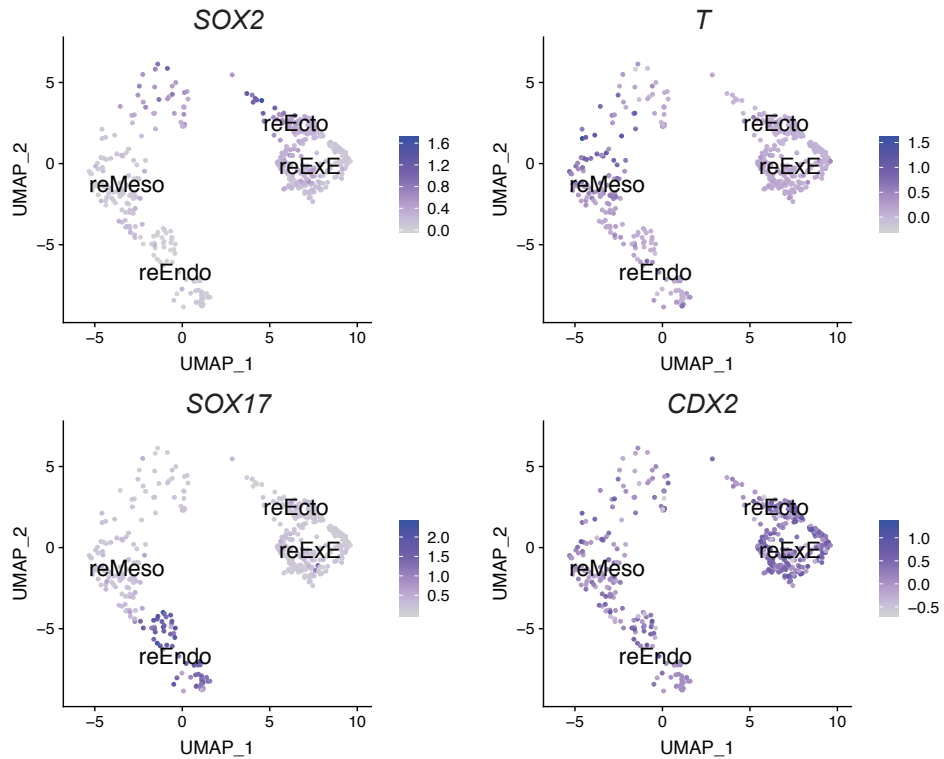 SOX2
5
0
−5
UMAP_2
reEcto
reExE
reMeso
reEndo
1.6
1.2
0.8
0.4
0.0
−5
0
5
10
UMAP_1
T
5
0
−5
UMAP_2
reEcto
reExE
reMeso
reEndo
1.5
1.0
0.5
0.0
−5
0
5
10
UMAP_1
SOX17
5
0
−5
UMAP_2
reEcto
reExE
reMeso
reEndo
2.0
1.5
1.0
0.5
−5
0
5
10
UMAP_1
CDX2
5
0
−5
UMAP_2
reEcto
reExE
reMeso
reEndo
1.0
0.5
0.0
−0.5
−5
0
5
10
UMAP_1